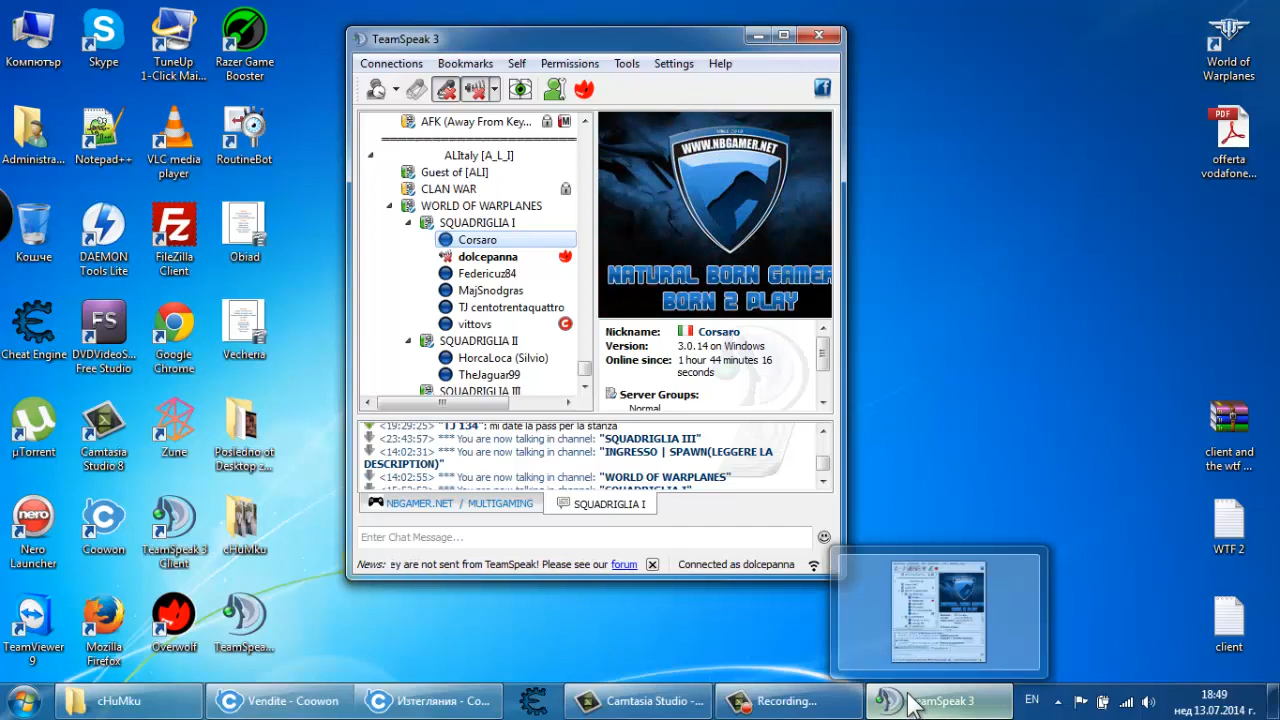 Компютър
Skype
TuneUp
1-Click Mai...
Razer Game
Booster
Administra...
Notepad++
VLC media
player
RoutineBot
Кошче
DAEMON
Tools Lite
FileZilla
Client
Obiad
Cheat Engine
DVDVideoS...
Free Studio
Google
Chrome
Vecheria
µTorrent
Camtasia
Studio 8
Zune
Posledno ot
Desktop z...
Nero
Launcher
Coowon
TeamSpeak 3
Client
cHuMku
TeamViewer
9
Mozilla
Firefox
Overwolf
TeamSpea...
TeamSpeak 3
Connections Bookmarks Self Permissions Tools Settings Help
AFK (Away From Key...
ALItaly [A_L_I]
Guest of [ALI]
CLAN WAR
WORLD OF WARPLANES
SQUADRIGLIA I
Corsaro
dolcepanna
Federicuz84
MajSnodgras
TJ centotrentaquattro
vittovs
SQUADRIGLIA II
HorcaLoca (Silvio)
TheJaguar99
SQUADRIGLIA III
WWW.NBGAMER.NET
NATURAL BORN GAMER
BORN 2 PLAY
Nickname: Corsaro
Version: 3.0.14 on Windows
Online since: 1 hour 44 minutes 16
seconds
Server Groups:
Normal
<19:29:25> "TJ 134": mi date la pass per la stanza
<23:43:57> *** You are now talking in channel: "SQUADRIGLIA III"
<14:02:31> *** You are now talking in channel: "INGRESSO | SPAWN(LEGGERE LA
DESCRIPTION)"
<14:02:55> *** You are now talking in channel: "WORLD OF WARPLANES"
NBGAMER.NET / MULTIGAMING
SQUADRIGLIA I
Enter Chat Message...
News: ey are not sent from TeamSpeak! Please see our forum
Connected as dolcepanna
World of
Warplanes
PDF
offerta
vodafone...
client and
the wtf ...
WTF 2
client
cHuMku
Vendite - Coowon
Изтегляния - C...
Camtasia Studio -...
Recording...
TeamSpeak 3
EN
18:49
нед 13.07.2014 г.